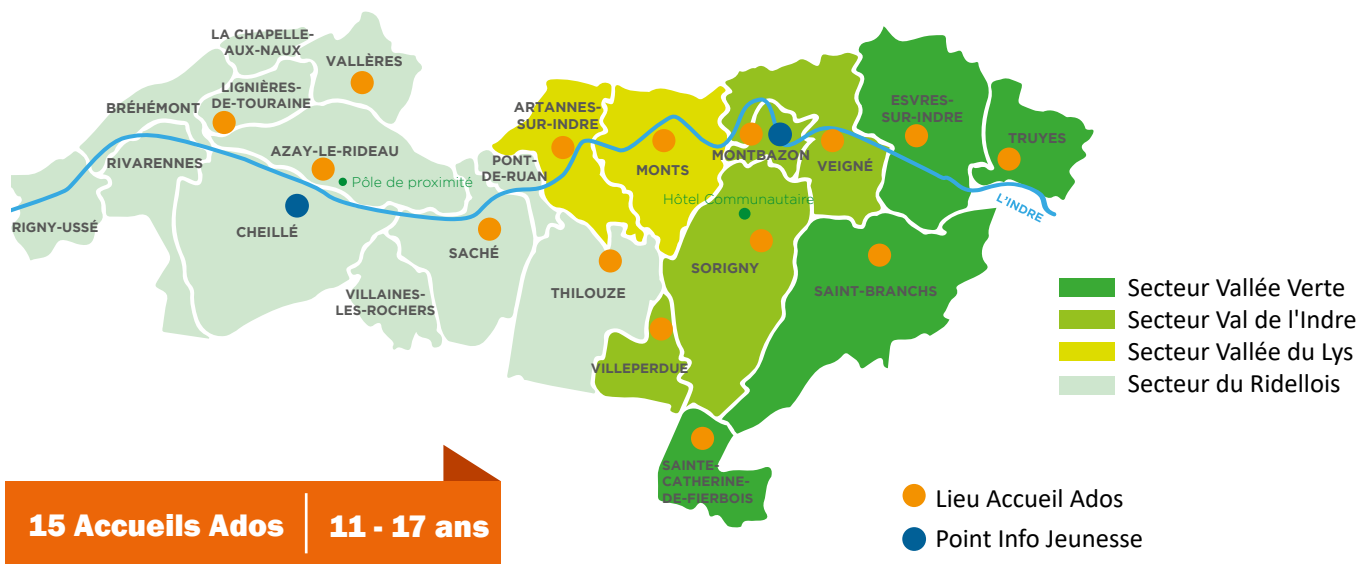 LA CHAPELLE-
AUX-NAUX
VALLÈRES
LIGNIÈRES-
DE-TOURAINE
BRÉHÉMONT
RIVARENNES
AZAY-LE-RIDEAU
Pôle de proximité
RIGNY-USSÉ
CHEILLÉ
VILLAINES-
LES-ROCHERS
SACHÉ
PONT-
DE-RUAN
ARTANNES-
SUR-INDRE
MONTS
THILOUZE
MONTBAZON
VEIGNÉ
Hôtel Communautaire
SORIGNY
VILLEPERDUE
ESVRES-
SUR-INDRE
TRUYES
L'INDRE
SAINT-BRANCHS
SAINTE-
CATHERINE-
DE-FIERBOIS
Secteur Vallée Verte
Secteur Val de l'Indre
Secteur Vallée du Lys
Secteur du Ridellois
Lieu Accueil Ados
Point Info Jeunesse
15 Accueils Ados
11 - 17 ans